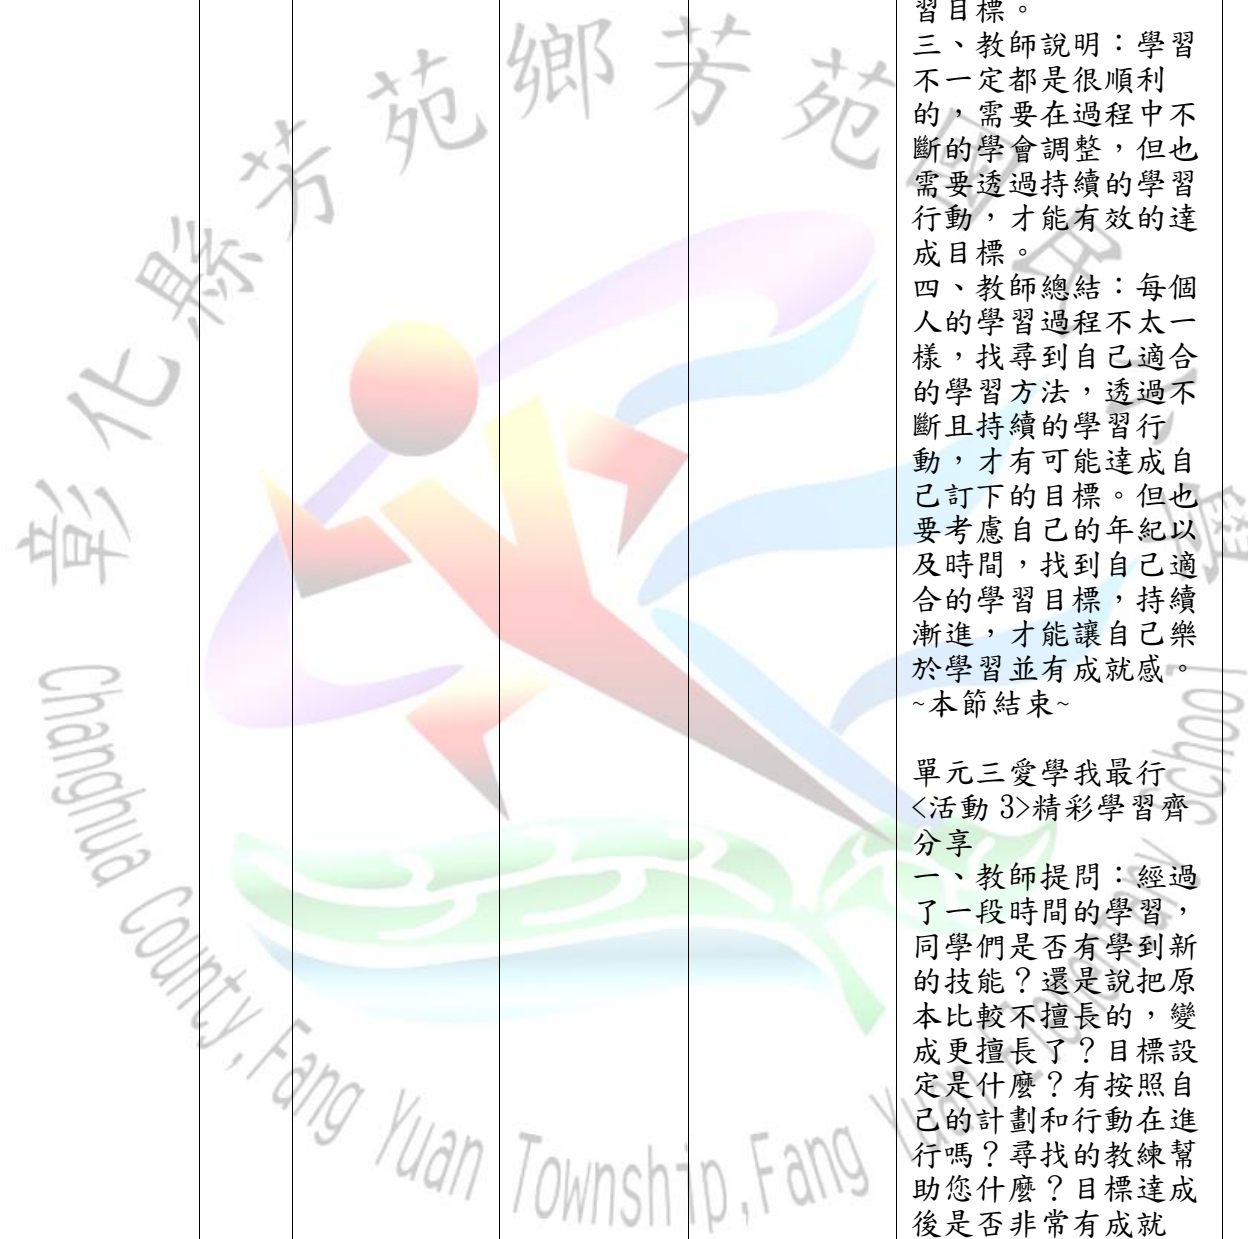 習目標。
三、教師說明：學習
不一定都是很順利
的，需要在過程中不
斷的學會調整，但也
需要透過持續的學習
行動，才能有效的達
成目標。
四、教師總結：每個
人的學習過程不太一
樣，找尋到自己適合
的學習方法，透過不
斷且持續的學習行
動，才有可能達成自
己訂下的目標。但也
要考慮自己的年紀以
及時間，找到自己適
合的學習目標，持續
漸進，才能讓自己樂
於學習並有成就感。
~本節結束~
單元三愛學我最行
<活動 3>精彩學習齊
分享
一、教師提問：經過
了一段時間的學習，
同學們是否有學到新
的技能？還是說把原
本比較不擅長的，變
成更擅長了？目標設
定是什麼？有按照自
己的計劃和行動在進
行嗎？尋找的教練幫
助您什麼？目標達成
後是否非常有成就
彰化縣芳苑鄉芳苑國民小學
Changhua County, Fang Yuan Township, Fang Yuan Elementary School